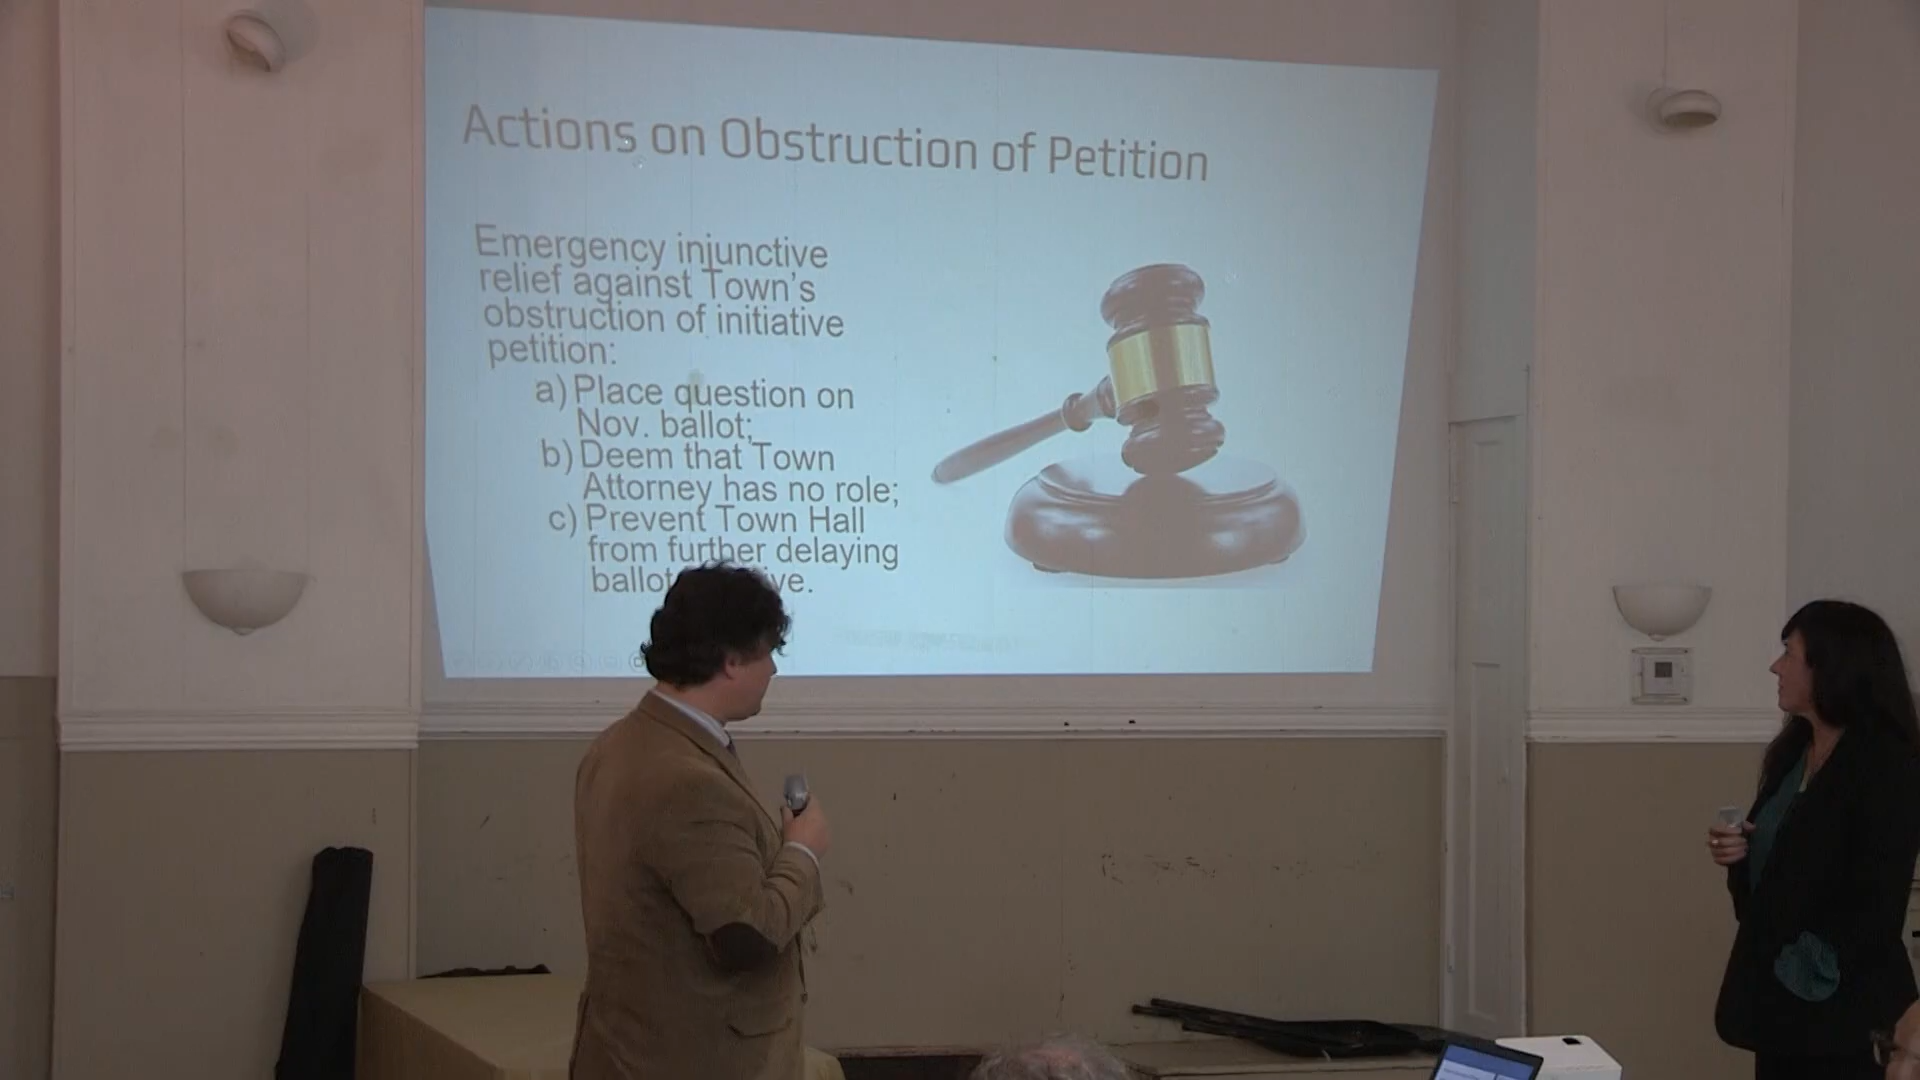 Actions on Obstruction of Petition
Emergency injunctive
relief against Town's
obstruction of initiative
petition:
a) Place question on
Nov. ballot;
b) Deem that Town
Attorney has no role;
c) Prevent Town Hall
from further delaying